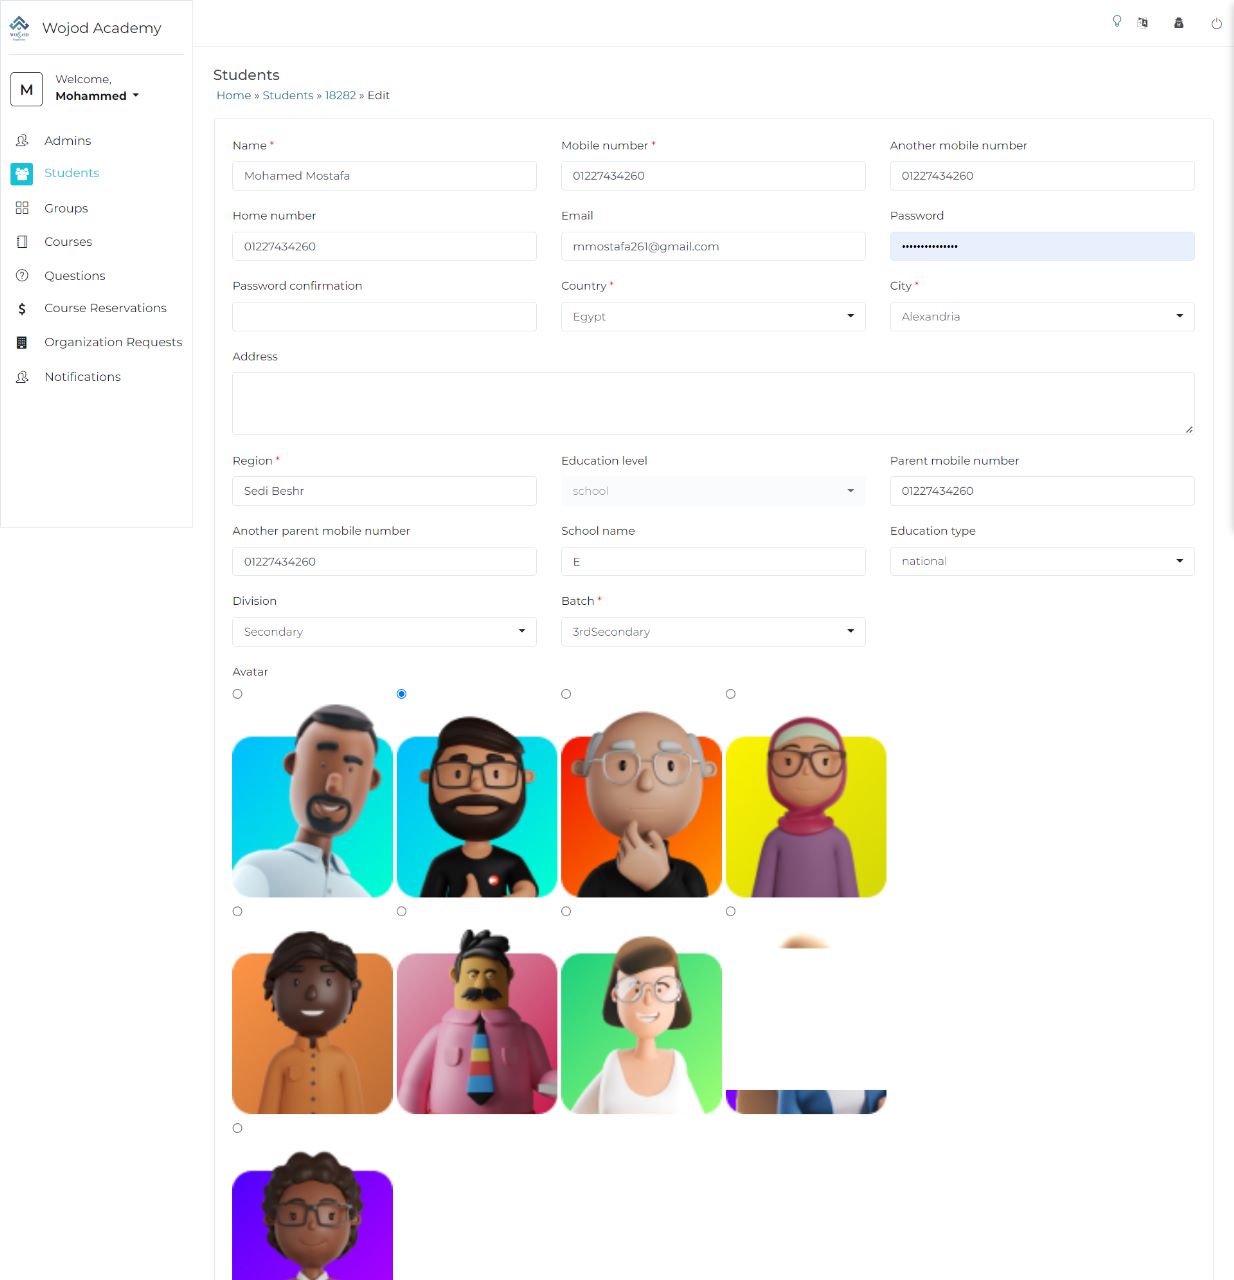 Wojod Academy
Welcome,
Mohammed
M
Admins
Students
Groups
Courses
Questions
Course Reservations
Organization Requests
Notifications
Students
Home » Students » 18282 » Edit
Name * Mobile number * Another mobile number
Mohamed Mostafa 01227434260 01227434260
Home number Email Password
01227434260 mmostafa261@gmail.com •••••••••••••••
Password confirmation Country * City *
Egypt Alexandria
Address
Region * Education level Parent mobile number
Sedi Beshr school 01227434260
Another parent mobile number School name Education type
01227434260 E national
Division Batch *
Secondary 3rdSecondary
Avatar